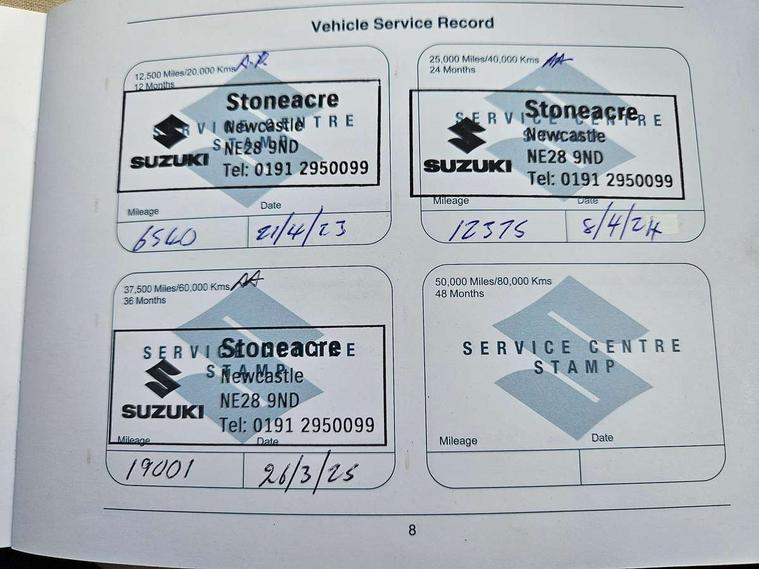 Vehicle Service Record
12,500 Miles/20,000 Kms A.R.
12 Months
SERVICE CENTRE
STAMP
Stoneacre
Newcastle
NE28 9ND
Tel: 0191 2950099
SUZUKI
Mileage
Date
6540
21/4/23
25,000 Miles/40,000 Kms AA
24 Months
SERVICE CENTRE
S
Stoneacre
Newcastle
NE28 9ND
Tel: 0191 2950099
SUZUKI
Mileage
Date
12375
8/4/24
37,500 Miles/60,000 Kms AA
36 Months
SERVICE CENTRE
STAMP
Stoneacre
Newcastle
NE28 9ND
Tel: 0191 2950099
SUZUKI
Mileage
Date
19001
26/3/25
50,000 Miles/80,000 Kms
48 Months
SERVICE CENTRE
STAMP
Mileage
Date
8